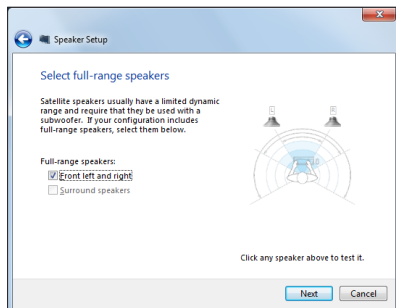 Speaker Setup
Select full-range speakers
Satellite speakers usually have a limited dynamic
range and require that they be used with a
subwoofer. If your configuration includes
full-range speakers, select them below.
Full-range speakers:
Front left and right
Surround speakers
L R
Click any speaker above to test it.
Next Cancel